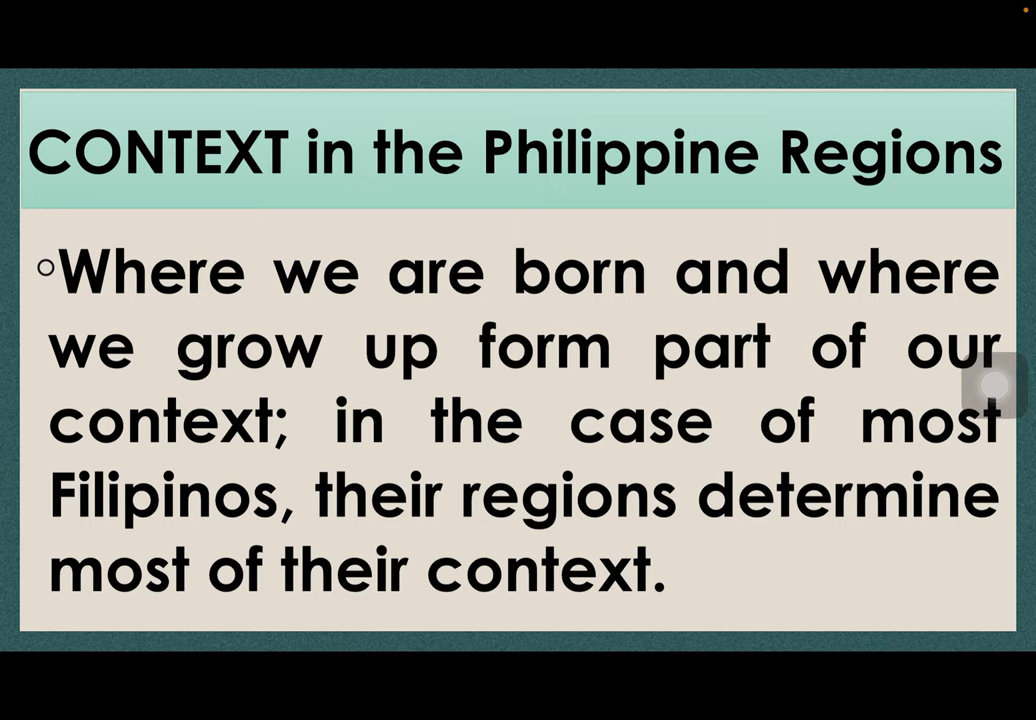 CONTEXT in the Philippine Regions
◦Where we are born and where
we grow up form part of our
context; in the case of most
Filipinos, their regions determine
most of their context.